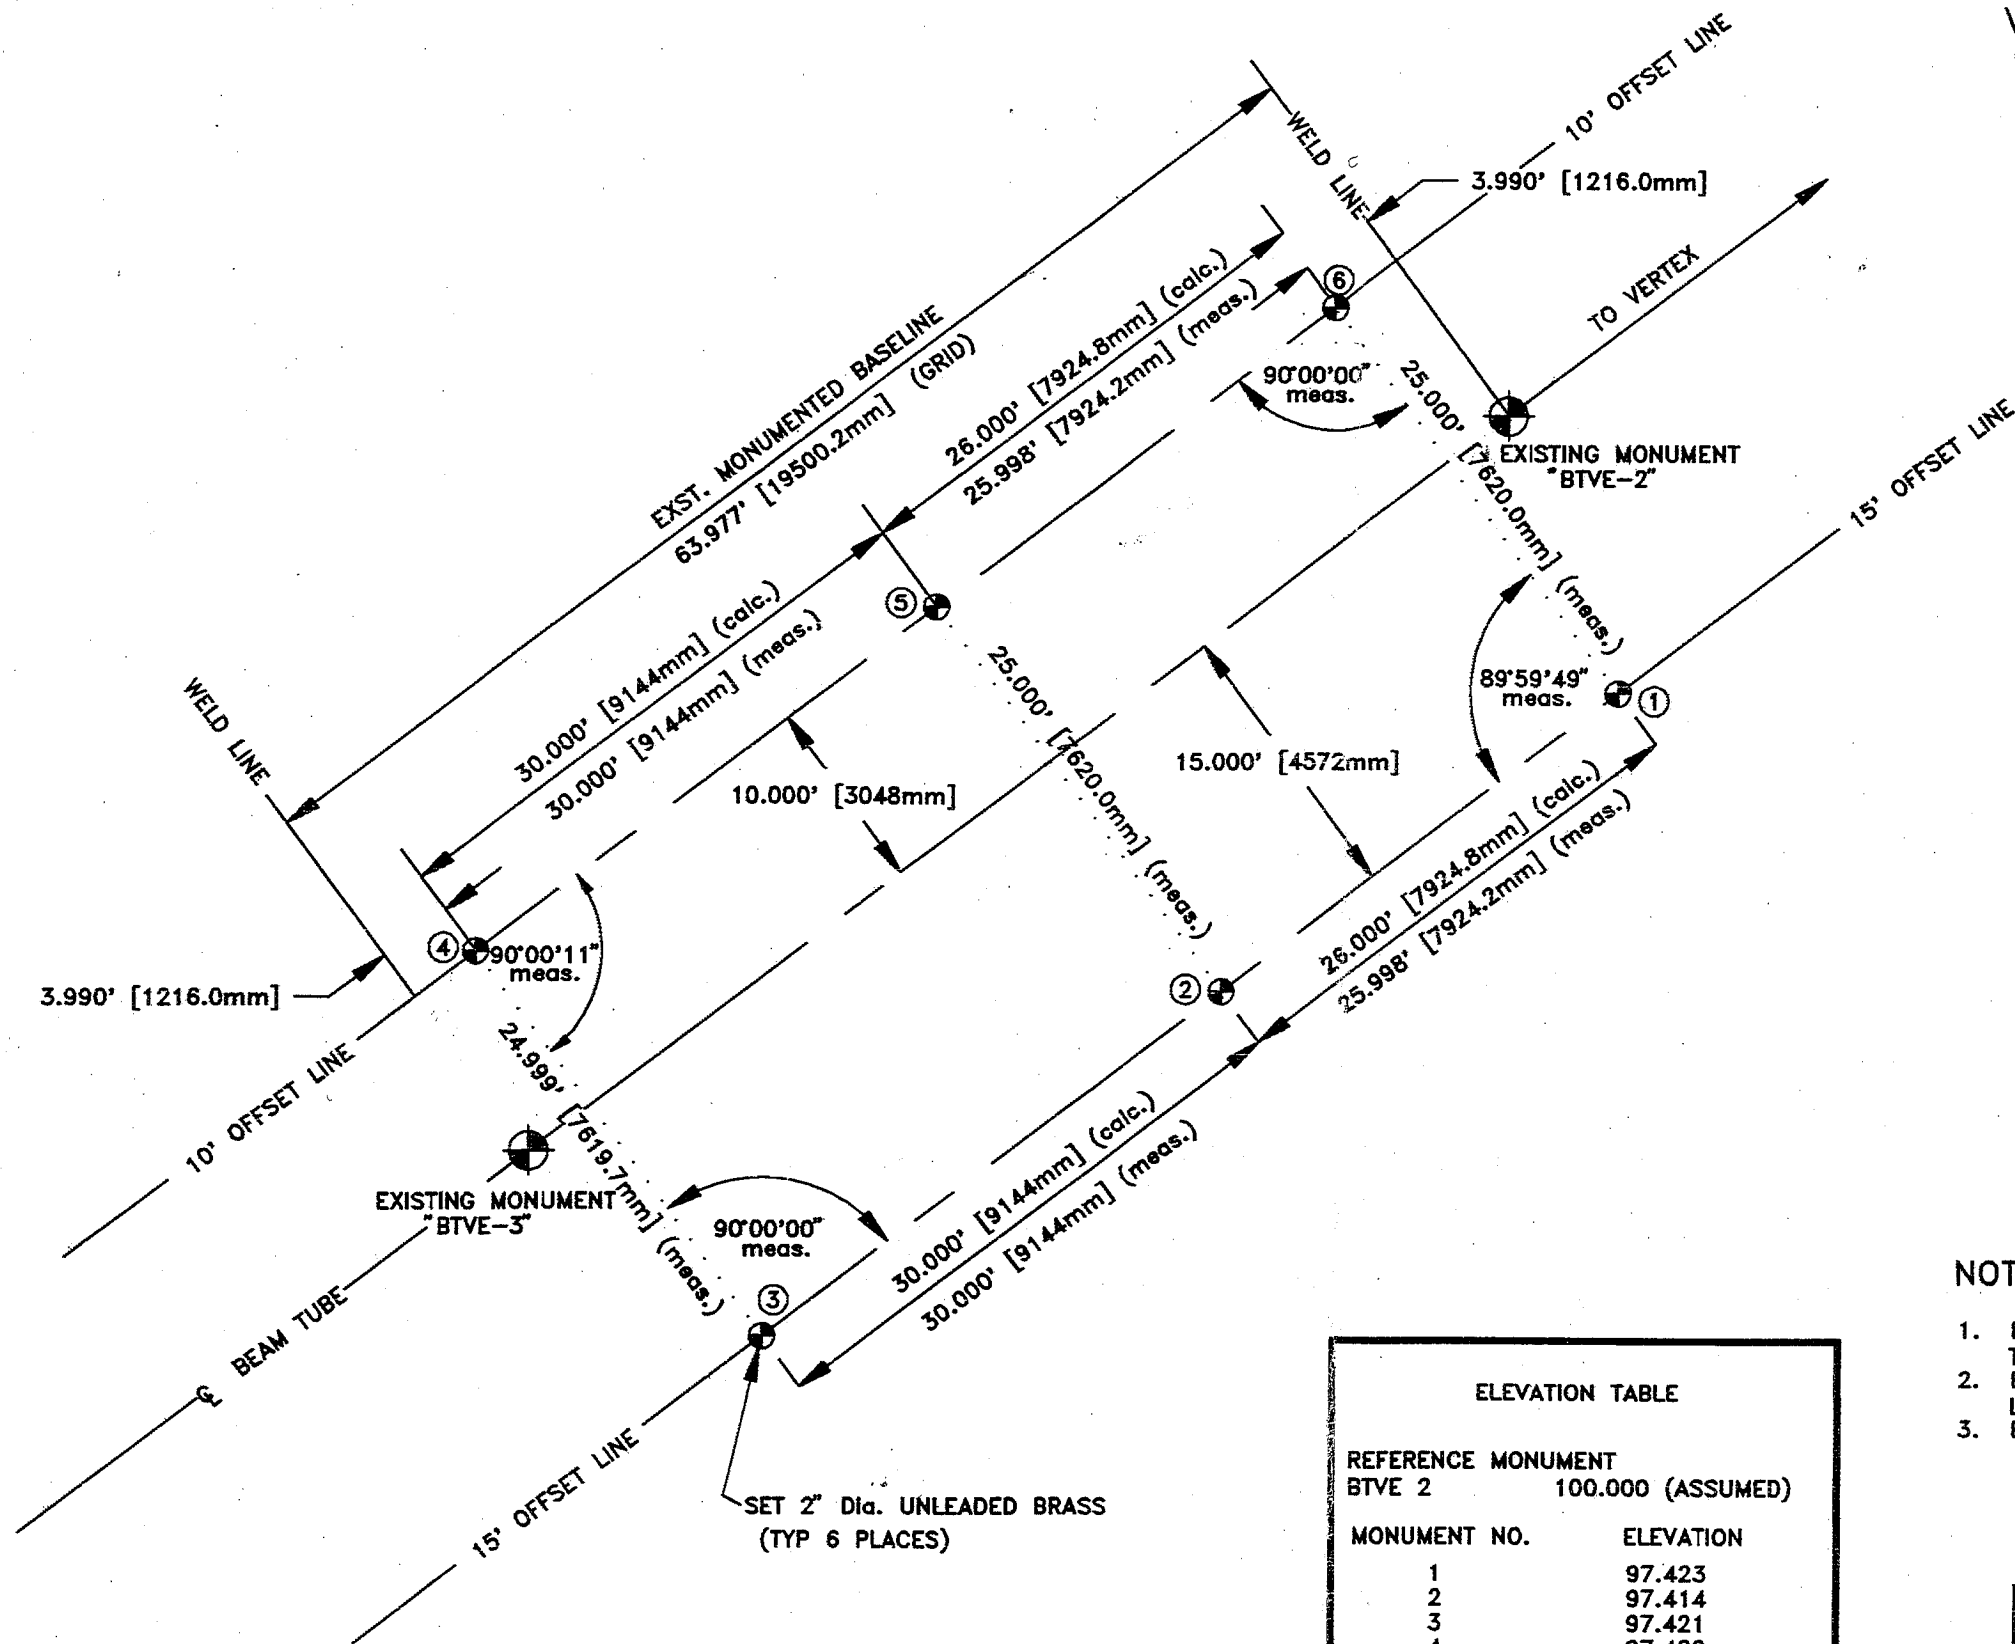 10' OFFSET LINE
WELD LINE
3.990' [1216.0mm]
TO VERTEX
EXST. MONUMENTED BASELINE
63.977' [19500.2mm] (GRID)
26.000' [7924.8mm] (calc.)
25.998' [7924.2mm] (meas.)
6
90°00'00"
meas.
25.000' [7620.0mm] (meas.)
EXISTING MONUMENT
"BTVE-2"
15' OFFSET LINE
30.000' [9144mm] (calc.)
30.000' [9144mm] (meas.)
5
25.000' [7620.0mm] (meas.)
89°59'49"
meas.
1
WELD LINE
10.000' [3048mm]
15.000' [4572mm]
26.000' [7924.8mm] (calc.)
25.998' [7924.2mm] (meas.)
4
90°00'11"
meas.
3.990' [1216.0mm]
2
24.999' [7619.7mm] (meas.)
10' OFFSET LINE
EXISTING MONUMENT
"BTVE-3"
90°00'00"
meas.
30.000' [9144mm] (calc.)
30.000' [9144mm] (meas.)
3
℄ BEAM TUBE
15' OFFSET LINE
SET 2" Dia. UNLEADED BRASS
(TYP 6 PLACES)
ELEVATION TABLE
REFERENCE MONUMENT
BTVE 2 100.000 (ASSUMED)
MONUMENT NO. ELEVATION
1 97.423
2 97.414
3 97.421
1.
2.
3.